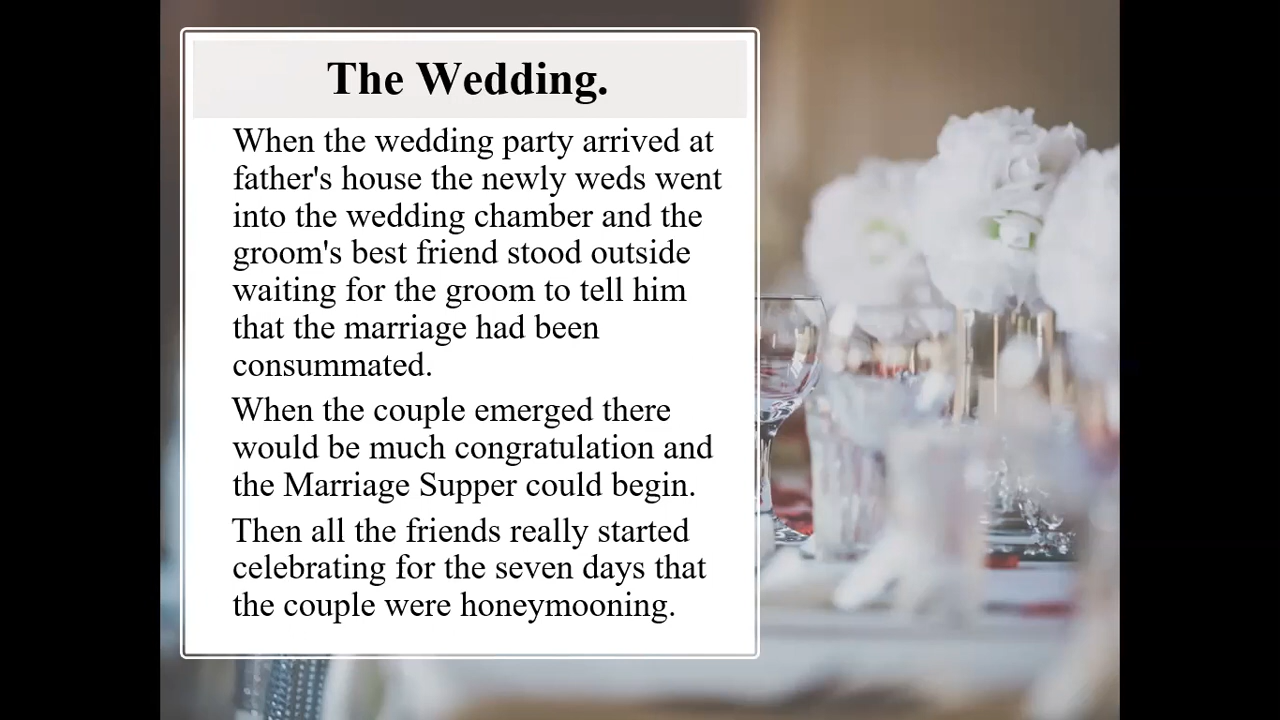 The Wedding.
When the wedding party arrived at
father's house the newly weds went
into the wedding chamber and the
groom's best friend stood outside
waiting for the groom to tell him
that the marriage had been
consummated.
When the couple emerged there
would be much congratulation and
the Marriage Supper could begin.
Then all the friends really started
celebrating for the seven days that
the couple were honeymooning.